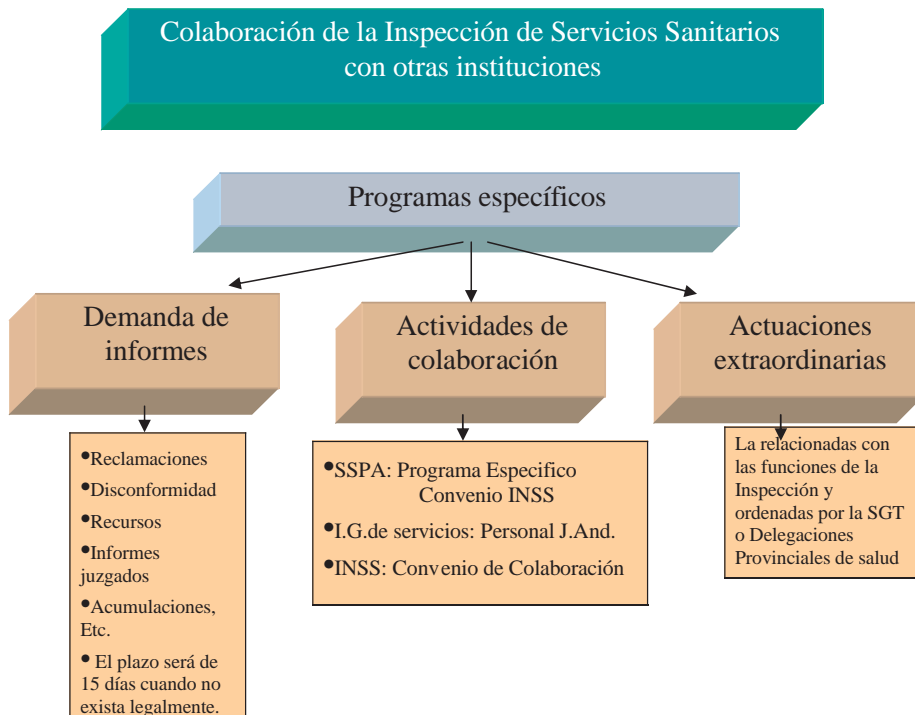 Colaboración de la Inspección de Servicios Sanitarios
con otras instituciones
Programas específicos
Demanda de
informes
Actividades de
colaboración
Actuaciones
extraordinarias
•Reclamaciones
•Disconformidad
•Recursos
•Informes
juzgados
•Acumulaciones,
Etc.
• El plazo será de
15 días cuando no
exista legalmente.
•SSPA: Programa Especifico
Convenio INSS
•I.G.de servicios: Personal J.And.
•INSS: Convenio de Colaboración
La relacionadas con
las funciones de la
Inspección y
ordenadas por la SGT
o Delegaciones
Provinciales de salud